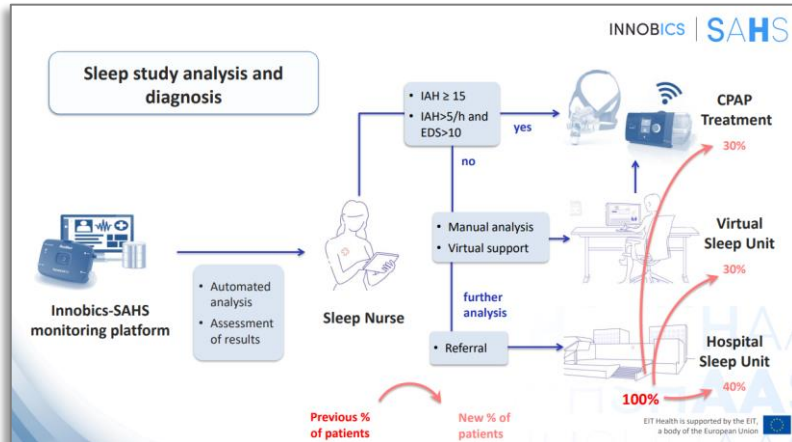 INNOBICS | SAHS
Sleep study analysis and
diagnosis
• IAH ≥ 15
• IAH>5/h and
EDS>10
yes
no
CPAP
Treatment
30%
• Manual analysis
• Virtual support
Virtual
Sleep Unit
30%
Innobics-SAHS
monitoring platform
• Automated
analysis
• Assessment
of results
Sleep Nurse
further
analysis
• Referral
Hospital
Sleep Unit
40%
100%
Previous %
of patients
New % of
patients
EIT Health is supported by the EIT,
a body of the European Union